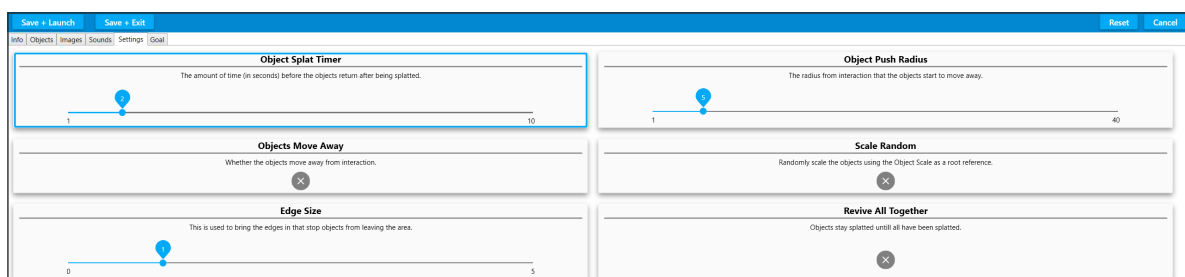 Save + Launch Save + Exit Reset Cancel
Info Objects Images Sounds Settings Goal
Object Splat Timer
The amount of time (in seconds) before the objects return after being splatted.
2
1 10
Object Push Radius
The radius from interaction that the objects start to move away.
5
1 40
Objects Move Away
Whether the objects move away from interaction.
Scale Random
Randomly scale the objects using the Object Scale as a root reference.
Edge Size
This is used to bring the edges in that stop objects from leaving the area.
1
0 5
Revive All Together
Objects stay splatted untill all have been splatted.